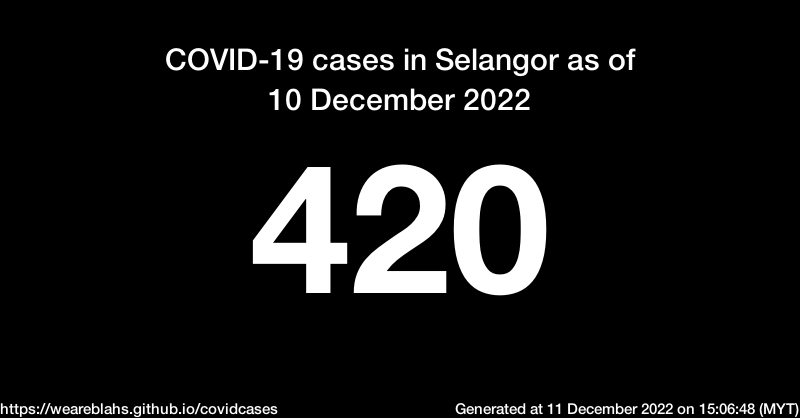 COVID-19 cases in Selangor as of
10 December 2022
420
https://weareblahs.github.io/covidcases
Generated at 11 December 2022 on 15:06:48 (MYT)